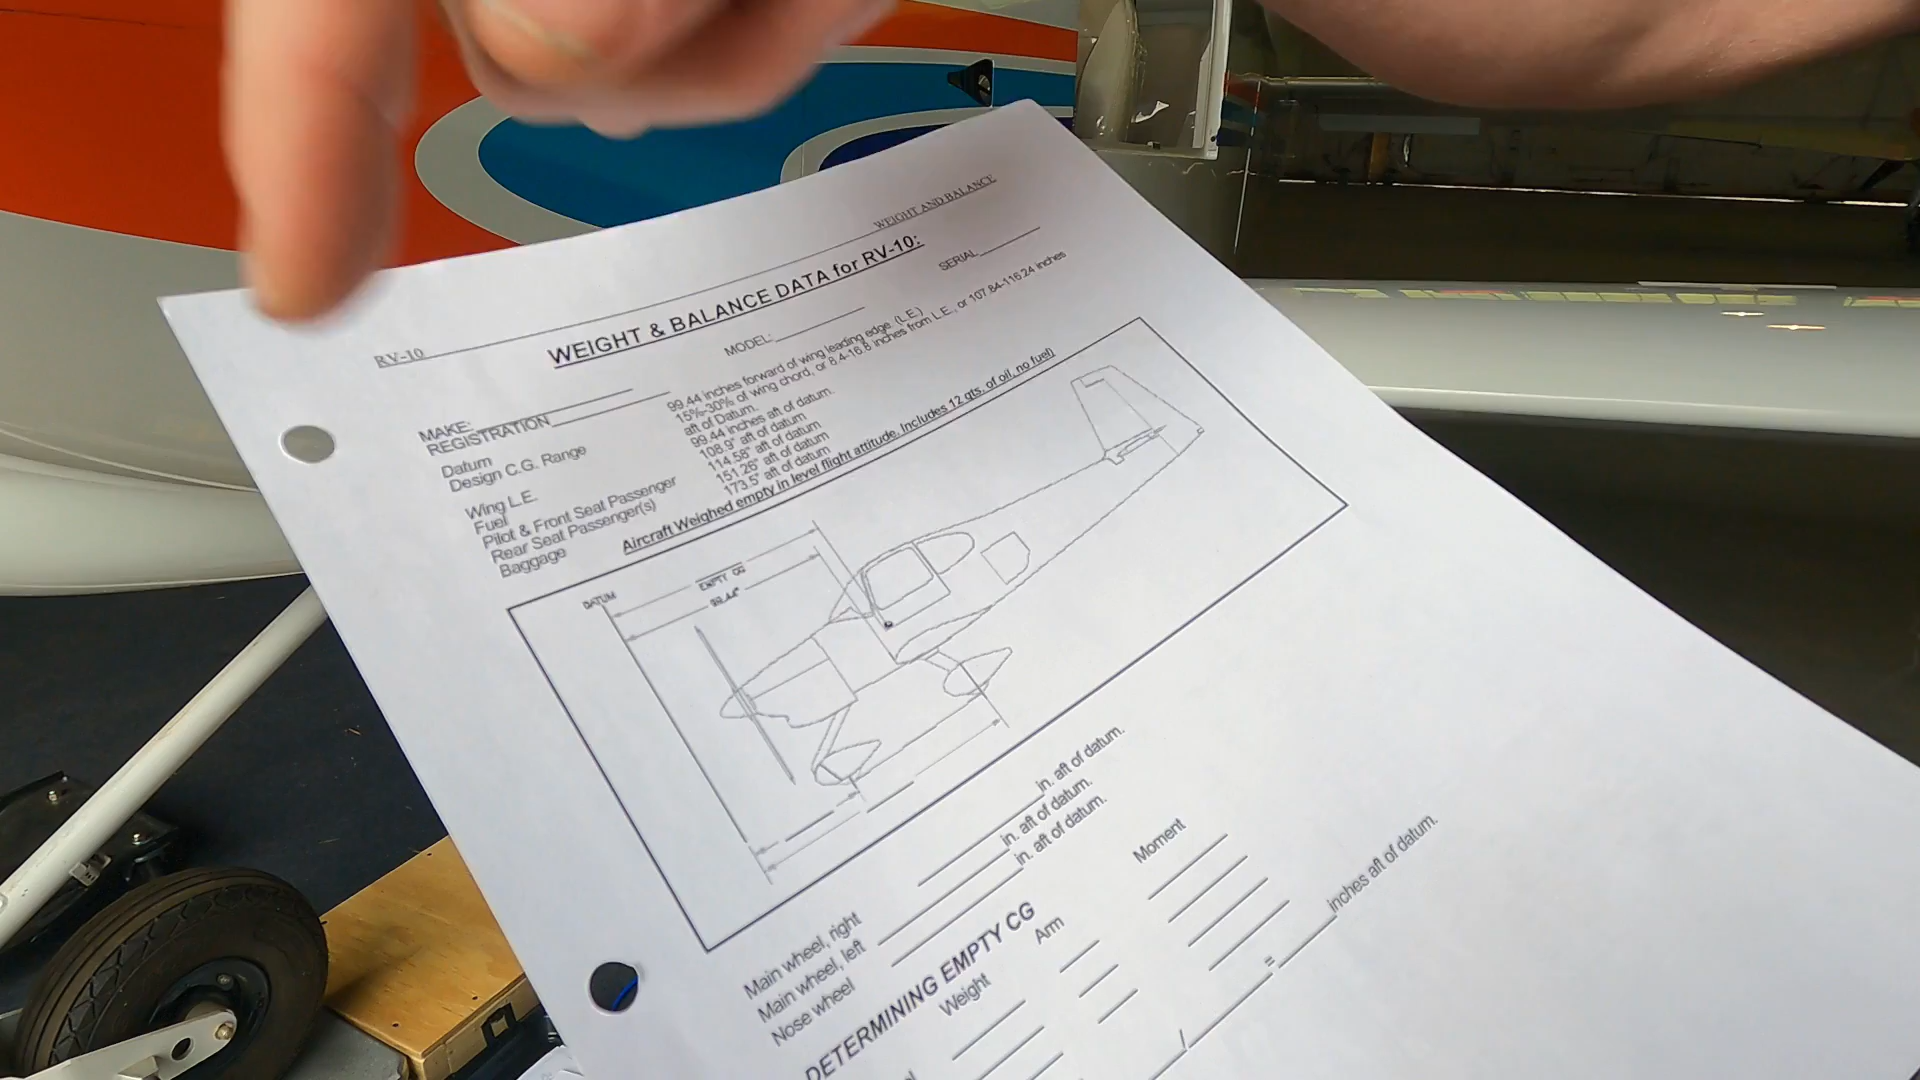 RV-10 WEIGHT AND BALANCE
WEIGHT & BALANCE DATA for RV-10:
MAKE: MODEL: SERIAL
REGISTRATION
Datum 99.44 inches forward of wing leading edge (L.E.)
Design C.G. Range 15%-30% of wing chord, or 8.4-16.8 inches from L.E., or 107.84-116.24 inches
aft of Datum.
Wing L.E. 99.44 inches aft of datum.
Fuel 108.9" aft of datum
Pilot & Front Seat Passenger 114.58" aft of datum
Rear Seat Passenger(s) 151.26" aft of datum
Baggage 173.5" aft of datum
Aircraft Weighed empty in level flight attitude. Includes 12 qts. of oil, no fuel)
DATUM
EMPTY CG
99.44"
Main wheel, right in. aft of datum.
Main wheel, left in. aft of datum.
Nose wheel in. aft of datum.
DETERMINING EMPTY CG
Weight Arm Moment
/ = inches aft of datum.